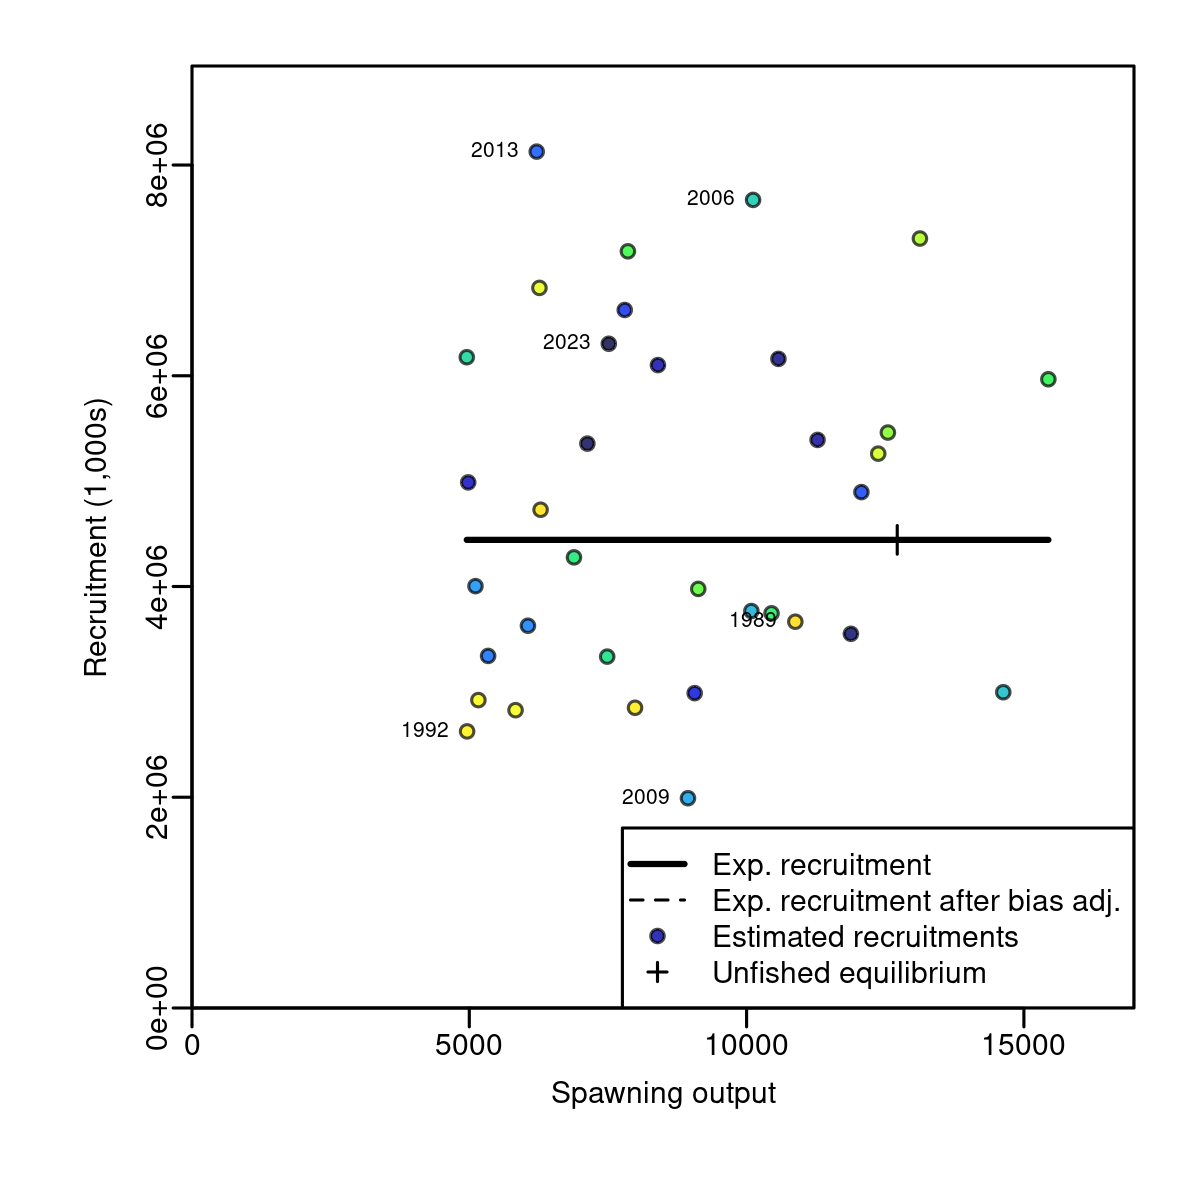 2013
2006
2023
1989
1992
2009
8e+06
6e+06
4e+06
2e+06
0e+00
Recruitment (1,000s)
Exp. recruitment
Exp. recruitment after bias adj.
Estimated recruitments
Unfished equilibrium
0
5000
10000
15000
Spawning output